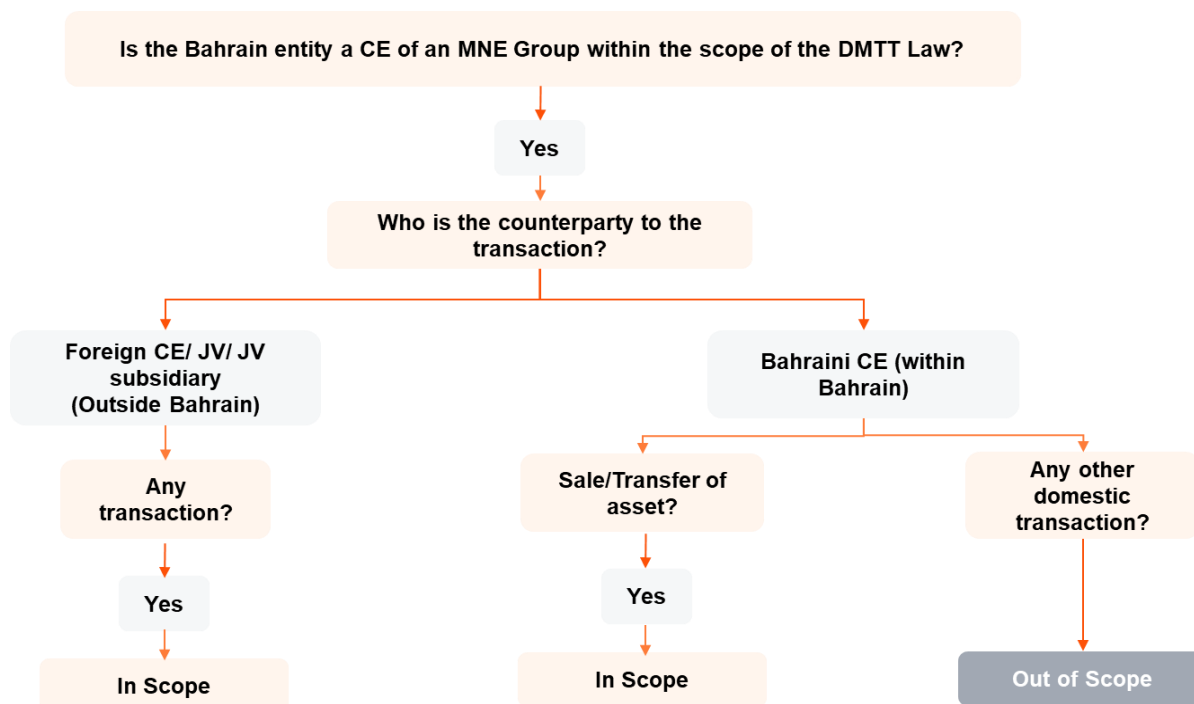 Is the Bahrain entity a CE of an MNE Group within the scope of the DMTT Law?
Yes
Who is the counterparty to the
transaction?
Foreign CE/ JV/ JV
subsidiary
(Outside Bahrain)
Bahraini CE (within
Bahrain)
Any
transaction?
Sale/Transfer of
asset?
Any other
domestic
transaction?
Yes
Yes
In Scope
In Scope
Out of Scope